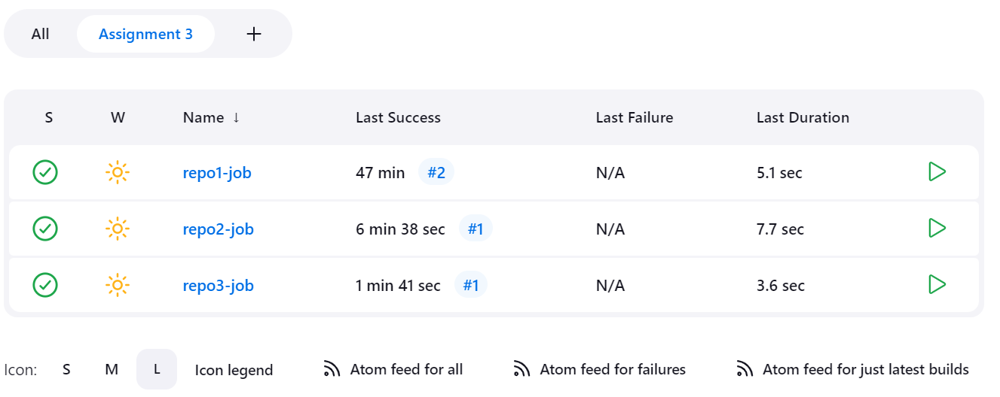 All Assignment 3 +
S W Name ↓ Last Success Last Failure Last Duration
repo1-job 47 min #2 N/A 5.1 sec
repo2-job 6 min 38 sec #1 N/A 7.7 sec
repo3-job 1 min 41 sec #1 N/A 3.6 sec
Icon: S M L Icon legend Atom feed for all Atom feed for failures Atom feed for just latest builds